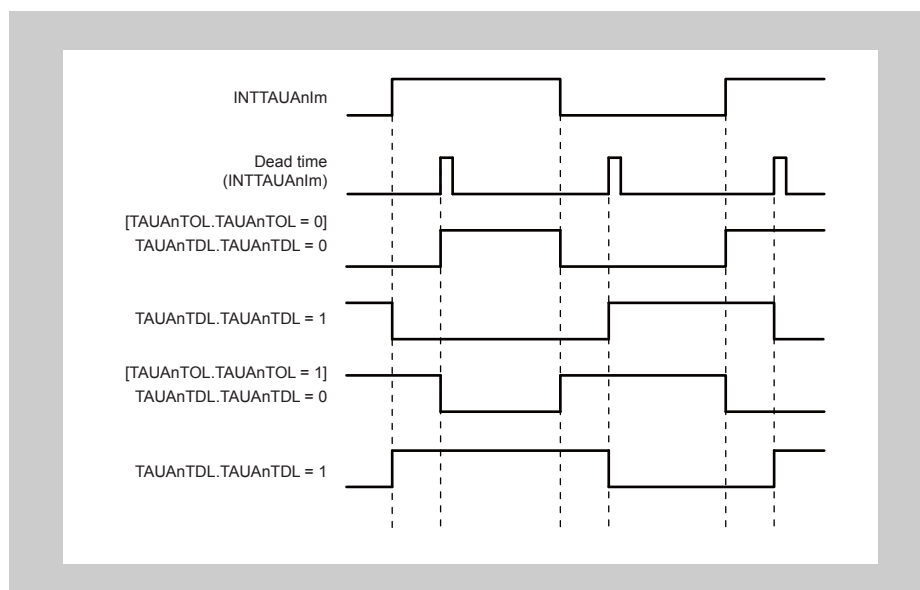 INTTAUAnIm
Dead time
(INTTAUAnIm)
[TAUAnTOL.TAUAnTOL = 0]
TAUAnTDL.TAUAnTDL = 0
TAUAnTDL.TAUAnTDL = 1
[TAUAnTOL.TAUAnTOL = 1]
TAUAnTDL.TAUAnTDL = 0
TAUAnTDL.TAUAnTDL = 1